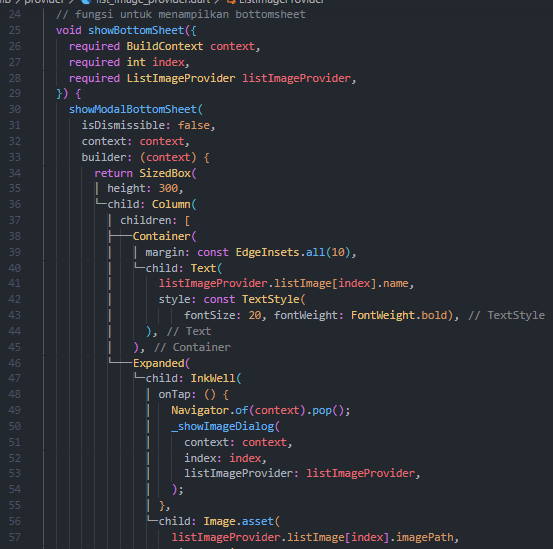 provider list_image_provider.dart ListImageProvider
24 // fungsi untuk menampilkan bottomsheet
25 void showBottomSheet({
26 required BuildContext context,
27 required int index,
28 required ListImageProvider listImageProvider,
29 }) {
30 showModalBottomSheet(
31 isDismissible: false,
32 context: context,
33 builder: (context) {
34 return SizedBox(
35 height: 300,
36 child: Column(
37 children: [
38 Container(
39 margin: const EdgeInsets.all(10),
40 child: Text(
41 listImageProvider.listImage[index].name,
42 style: const TextStyle(
43 fontSize: 20, fontWeight: FontWeight.bold), // TextStyle
44 ), // Text
45 ), // Container
46 Expanded(
47 child: InkWell(
48 onTap: () {
49 Navigator.of(context).pop();
50 _showImageDialog(
51 context: context,
52 index: index,
53 listImageProvider: listImageProvider,
54 );
55 },
56 child: Image.asset(
57 listImageProvider.listImage[index].imagePath,